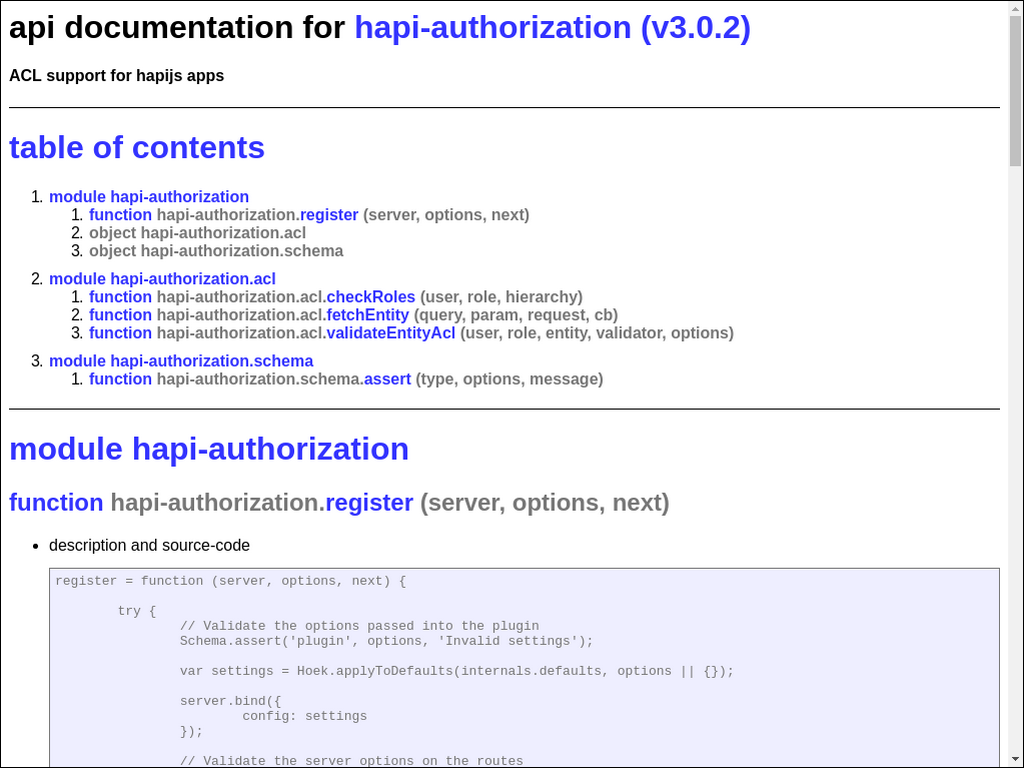 api documentation for hapi-authorization (v3.0.2)
ACL support for hapijs apps
table of contents
1. module hapi-authorization
1. function hapi-authorization.register (server, options, next)
2. object hapi-authorization.acl
3. object hapi-authorization.schema
2. module hapi-authorization.acl
1. function hapi-authorization.acl.checkRoles (user, role, hierarchy)
2. function hapi-authorization.acl.fetchEntity (query, param, request, cb)
3. function hapi-authorization.acl.validateEntityAcl (user, role, entity, validator, options)
3. module hapi-authorization.schema
1. function hapi-authorization.schema.assert (type, options, message)
module hapi-authorization
function hapi-authorization.register (server, options, next)
• description and source-code
register = function (server, options, next) {
try {
// Validate the options passed into the plugin
Schema.assert('plugin', options, 'Invalid settings');
var settings = Hoek.applyToDefaults(internals.defaults, options || {});
server.bind({
config: settings
});
// Validate the server options on the routes